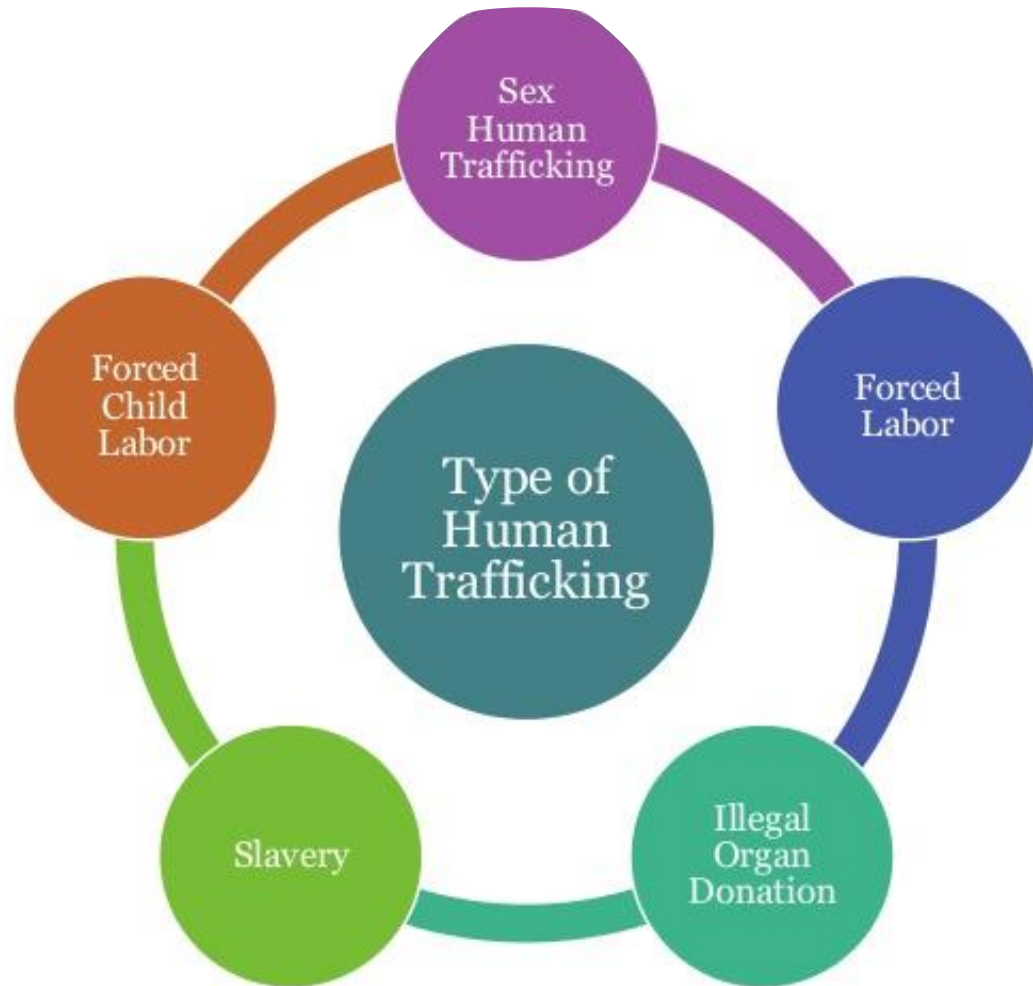 Sex
Human
Trafficking
Forced
Child
Labor
Forced
Labor
Type of
Human
Trafficking
Slavery
Illegal
Organ
Donation